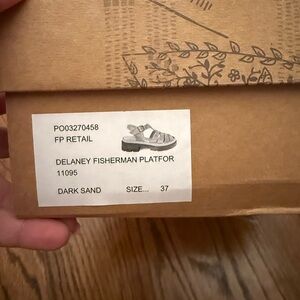 PO03270458
FP RETAIL
DELANEY FISHERMAN PLATFOR
11095
DARK SAND SIZE... 37